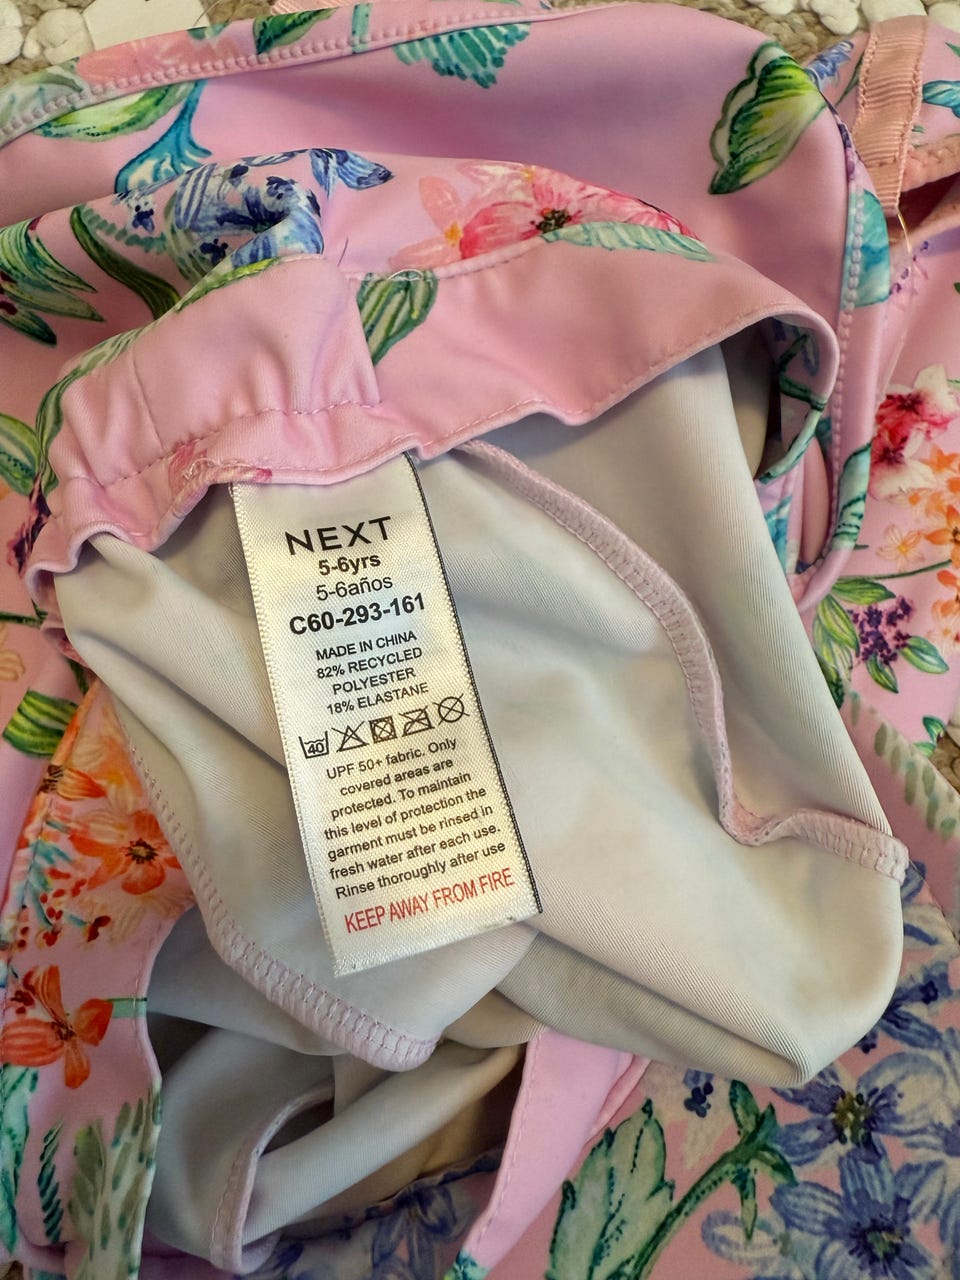 NEXT
5-6yrs
5-6años
C60-293-161
MADE IN CHINA
82% RECYCLED
POLYESTER
18% ELASTANE
40
UPF 50+ fabric. Only
covered areas are
protected. To maintain
this level of protection the
garment must be rinsed in
fresh water after each use.
Rinse thoroughly after use
KEEP AWAY FROM FIRE